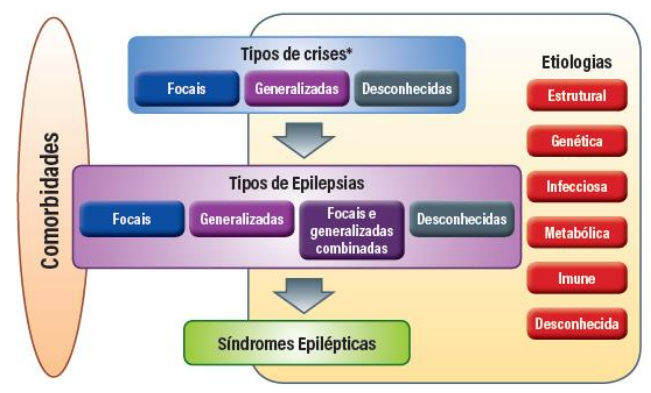 Comorbidades
Tipos de crises*
Focais
Generalizadas
Desconhecidas
Tipos de Epilepsias
Focais
Generalizadas
Focais e
generalizadas
combinadas
Desconhecidas
Síndromes Epilépticas
Etiologias
Estrutural
Genética
Infecciosa
Metabólica
Imune
Desconhecida